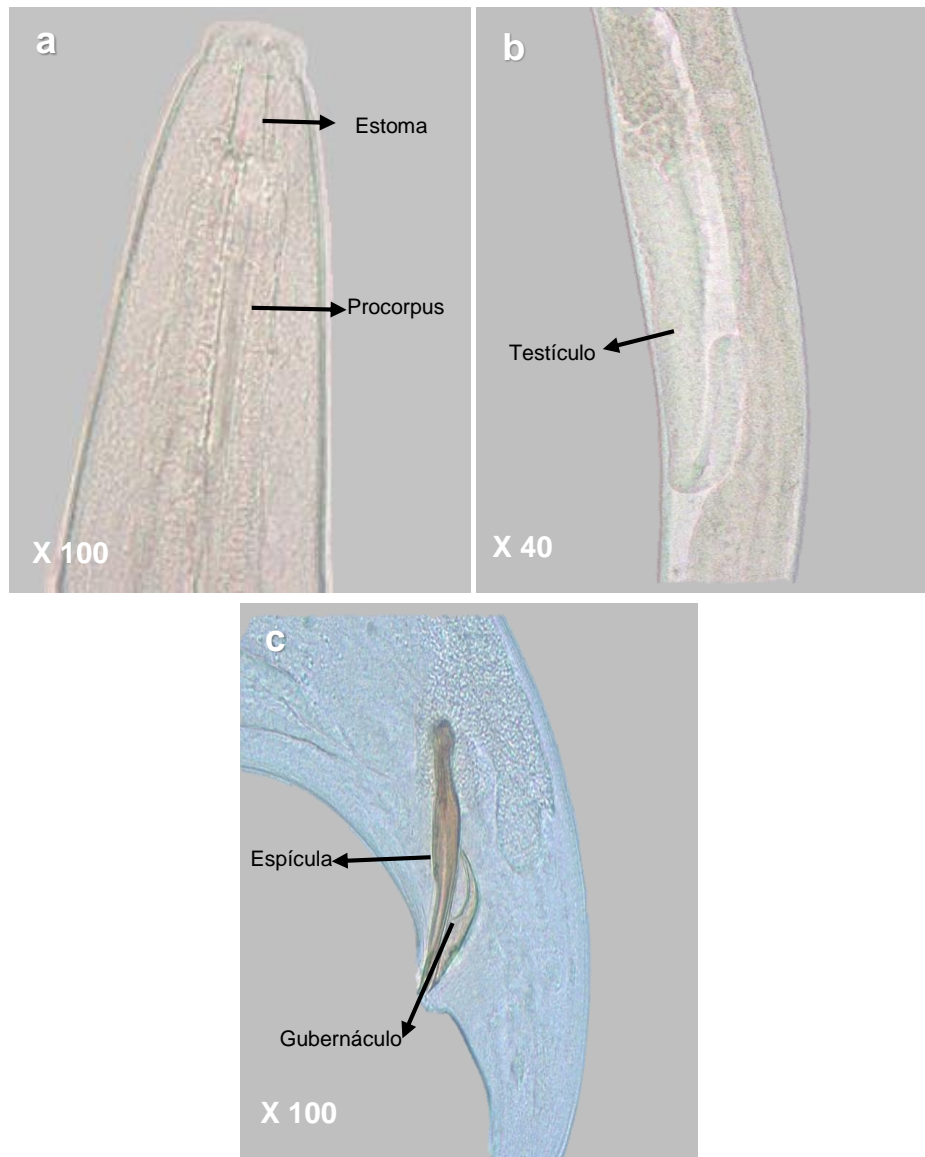 a
Estoma
Procorpus
X 100
b
Testículo
X 40
c
Espícula
Gubernáculo
X 100